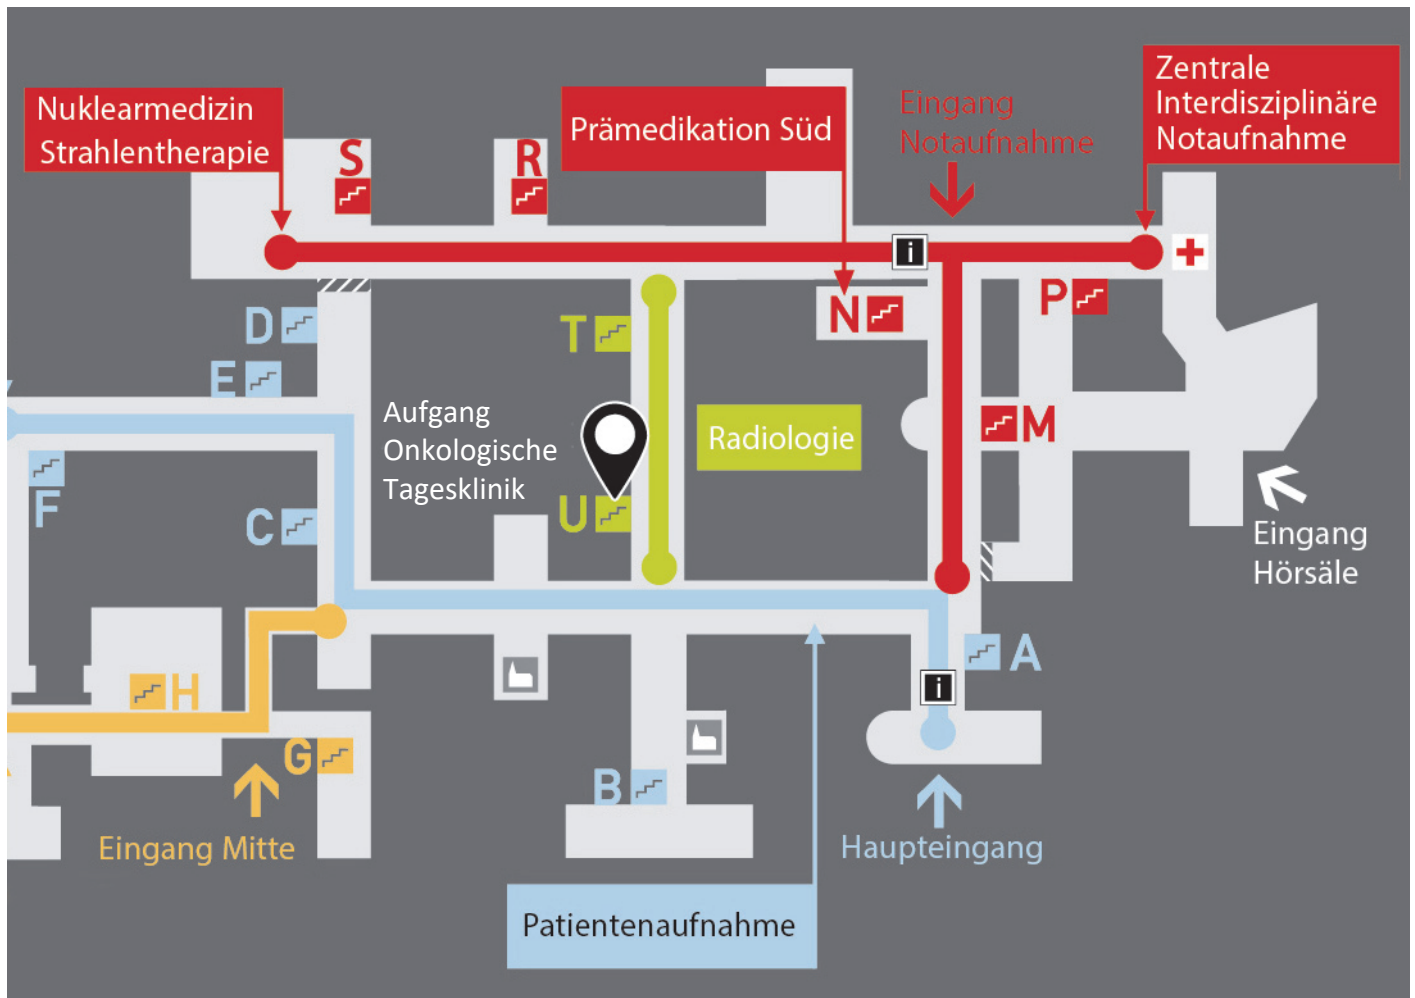 Nuklearmedizin
Strahlentherapie
Prämedikation Süd
Eingang
Notaufnahme
Zentrale
Interdisziplinäre
Notaufnahme
S
R
i
D
T
N
P
E
Aufgang
Onkologische
Tagesklinik
Radiologie
M
F
C
U
Eingang
Hörsäle
A
H
i
G
B
Eingang Mitte
Haupteingang
Patientenaufnahme